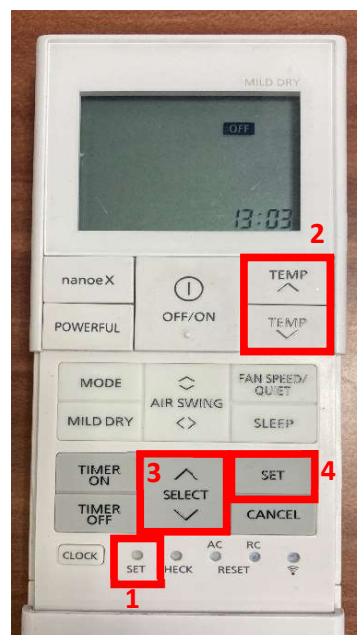 MILD DRY
OFF
13:03
2
nanoeX
OFF/ON
TEMP
POWERFUL
TEMP
MODE
AIR SWING
FAN SPEED/
QUIET
MILD DRY
SLEEP
TIMER
ON
3
SELECT
SET
4
TIMER
OFF
CANCEL
CLOCK
SET
HECK
AC
RC
RESET
1